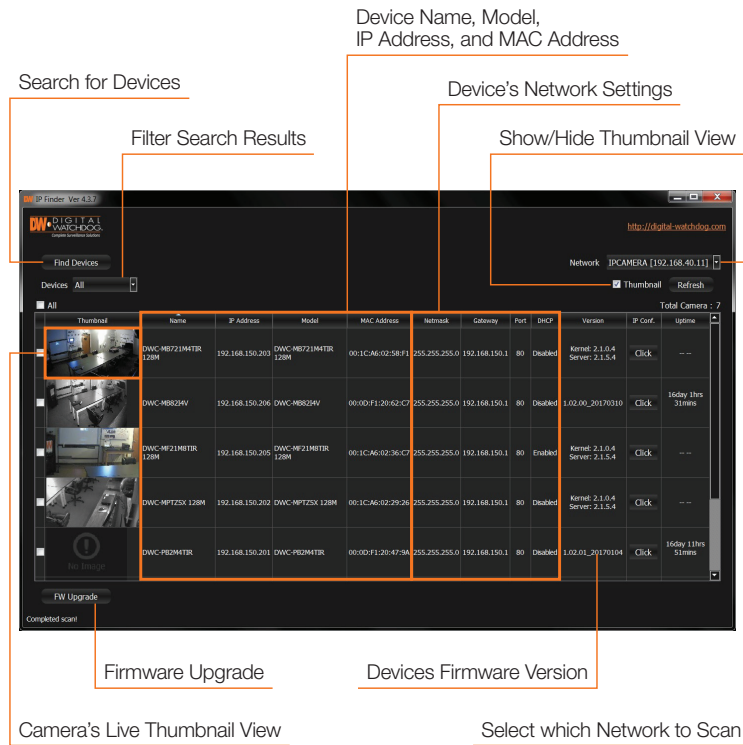 Device Name, Model,
IP Address, and MAC Address
Search for Devices
Device's Network Settings
Filter Search Results
Show/Hide Thumbnail View
DW IP Finder Ver 4.3.7
DW DIGITAL
WATCHDOG.
Complete Surveillance Solutions
http://digital-watchdog.com
Find Devices
Network IPCAMERA [192.168.40.11]
Devices All
Thumbnail Refresh
All
Total Camera : 7
Thumbnail Name IP Address Model MAC Address Netmask Gateway Port DHCP Version IP Conf. Uptime
DWC-MB721M4TIR 128M 192.168.150.203 DWC-MB721M4TIR 128M 00:1C:A6:02:58:F1 255.255.255.0 192.168.150.1 80 Disabled Kernel: 2.1.0.4 Server: 2.1.5.4 Click -- --
DWC-MB82I4V 192.168.150.206 DWC-MB82I4V 00:0D:F1:20:62:C7 255.255.255.0 192.168.150.1 80 Disabled 1.02.00_20170310 Click 16day 1hrs 31mins
DWC-MF21M8TIR 128M 192.168.150.205 DWC-MF21M8TIR 128M 00:1C:A6:02:36:C7 255.255.255.0 192.168.150.1 80 Enabled Kernel: 2.1.0.4 Server: 2.1.5.4 Click -- --
DWC-MPTZ5X 128M 192.168.150.202 DWC-MPTZ5X 128M 00:1C:A6:02:29:26 255.255.255.0 192.168.150.1 80 Disabled Kernel: 2.1.0.4 Server: 2.1.5.4 Click -- --
No Image DWC-PB2M4TIR 192.168.150.201 DWC-PB2M4TIR 00:0D:F1:20:47:9A 255.255.255.0 192.168.150.1 80 Disabled 1.02.01_20170104 Click 16day 11hrs 51mins
FW Upgrade
Completed scan!
Firmware Upgrade
Devices Firmware Version
Camera's Live Thumbnail View
Select which Network to Scan